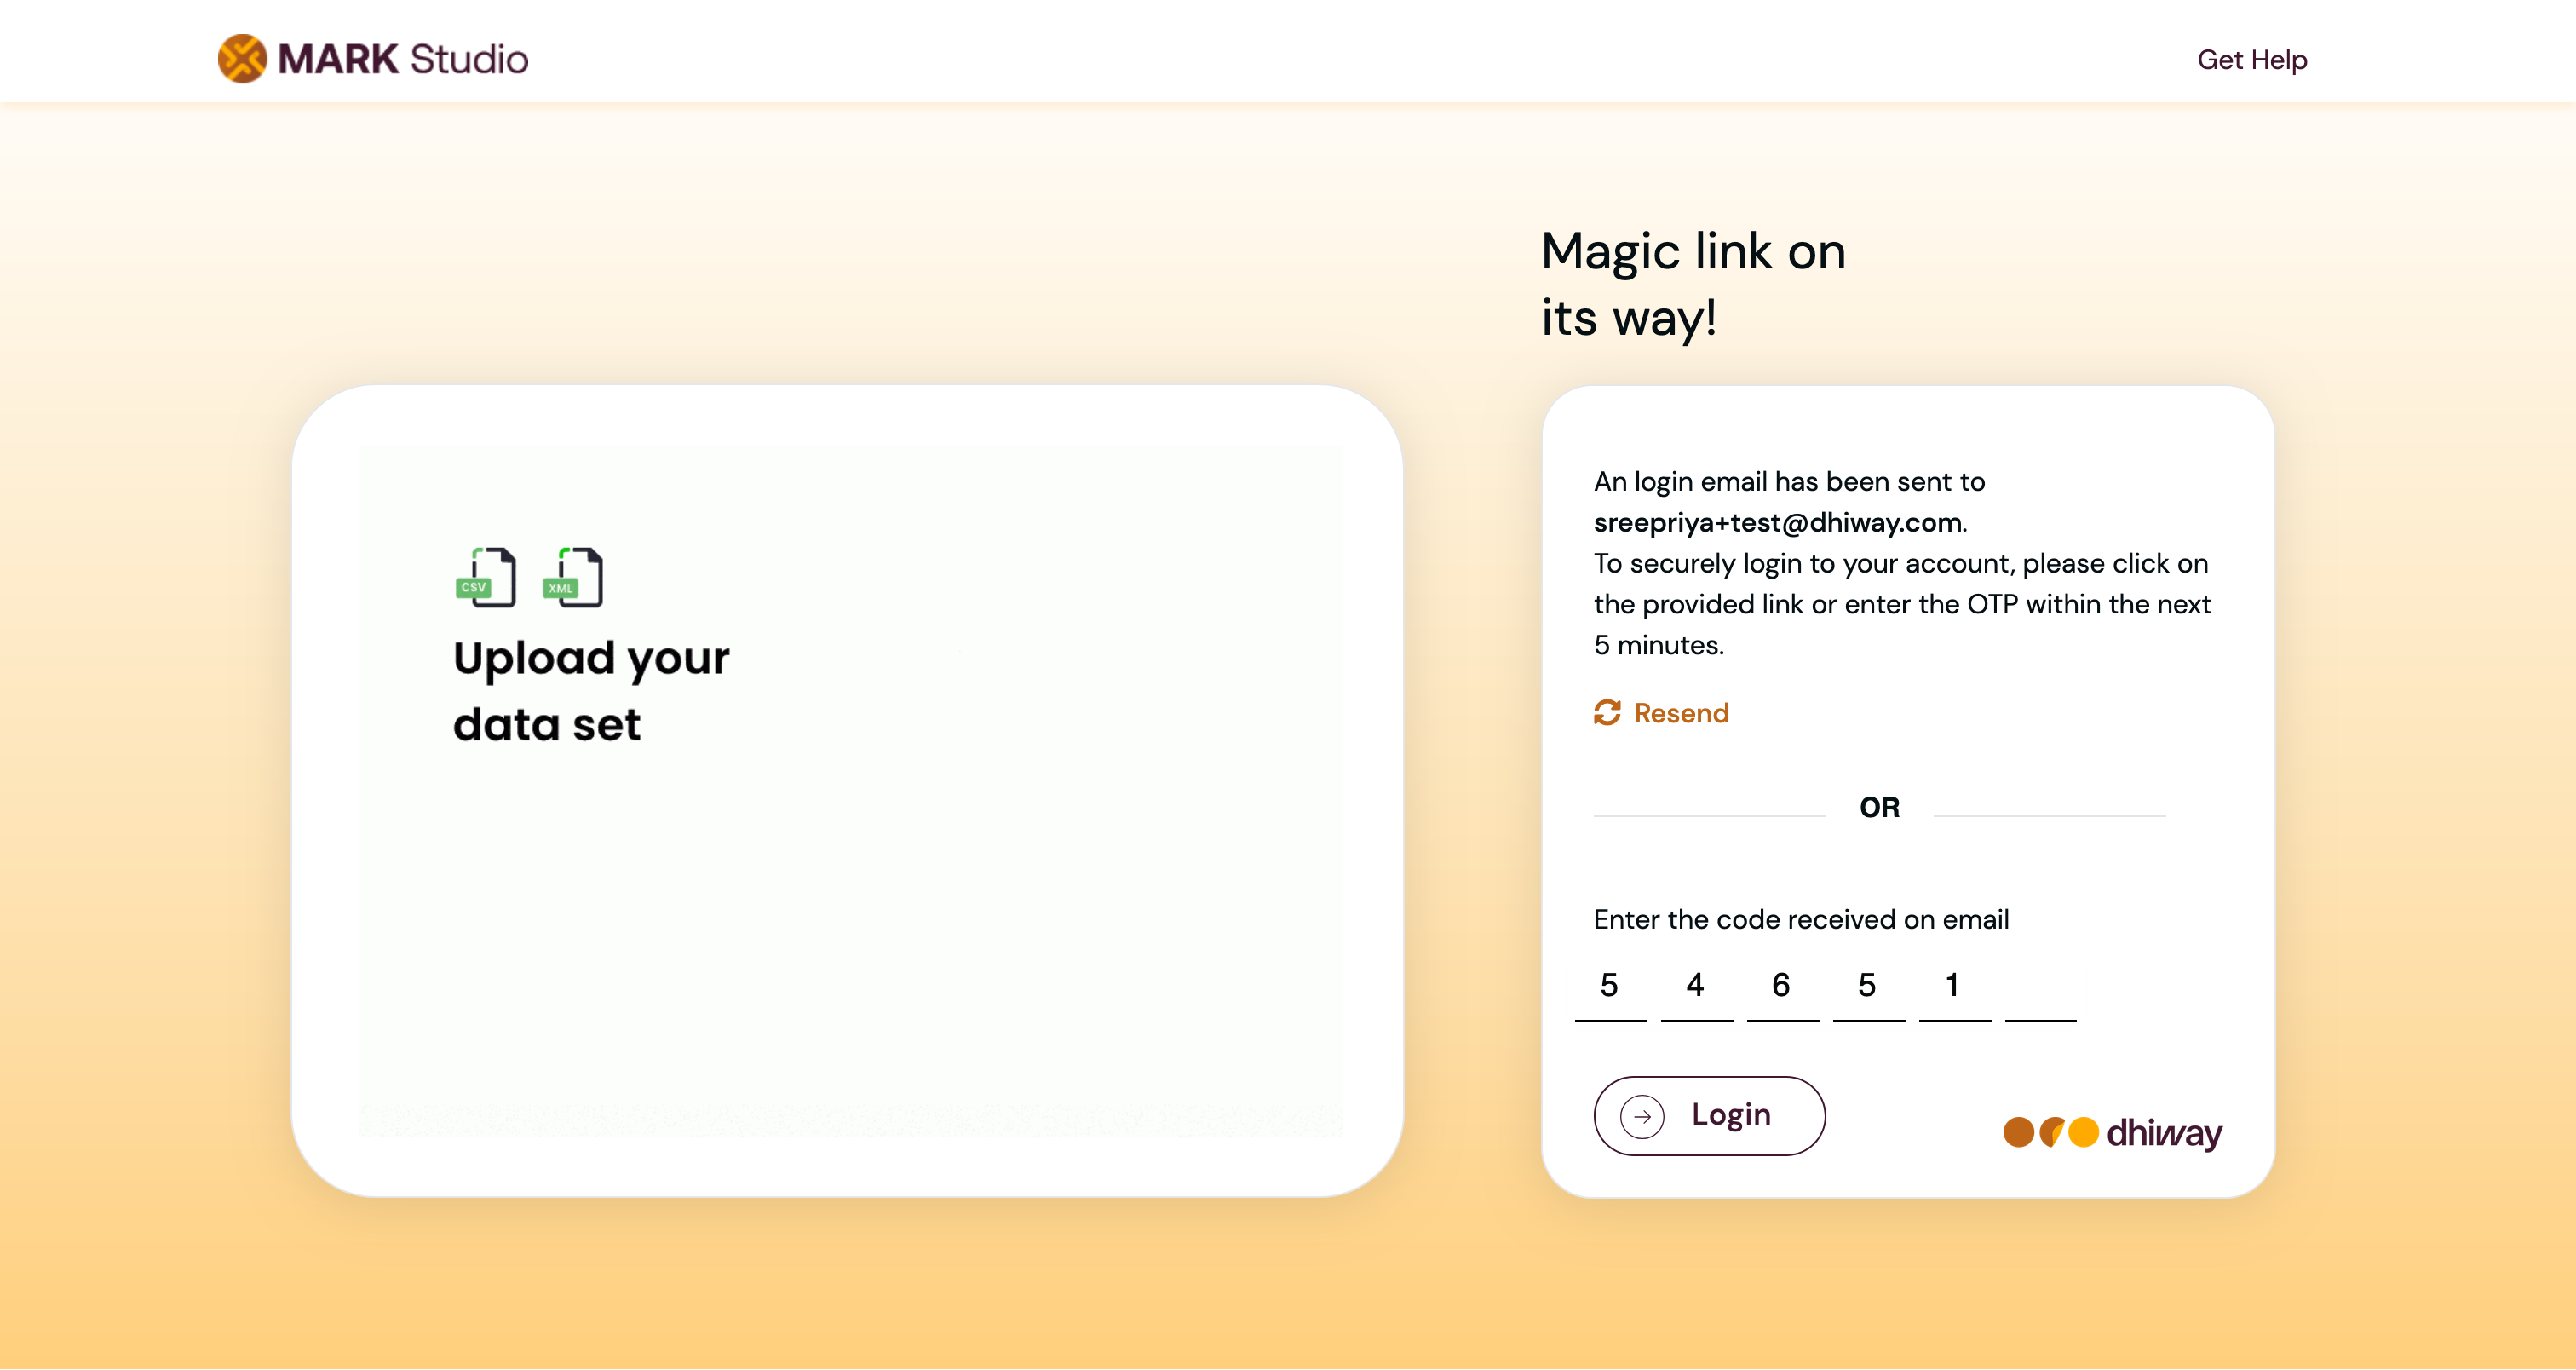 MARK Studio
Get Help
Magic link on
its way!
CSV XML
Upload your
data set
An login email has been sent to
sreepriya+test@dhiway.com.
To securely login to your account, please click on
the provided link or enter the OTP within the next
5 minutes.
Resend
OR
Enter the code received on email
5 4 6 5 1
Login
dhiway